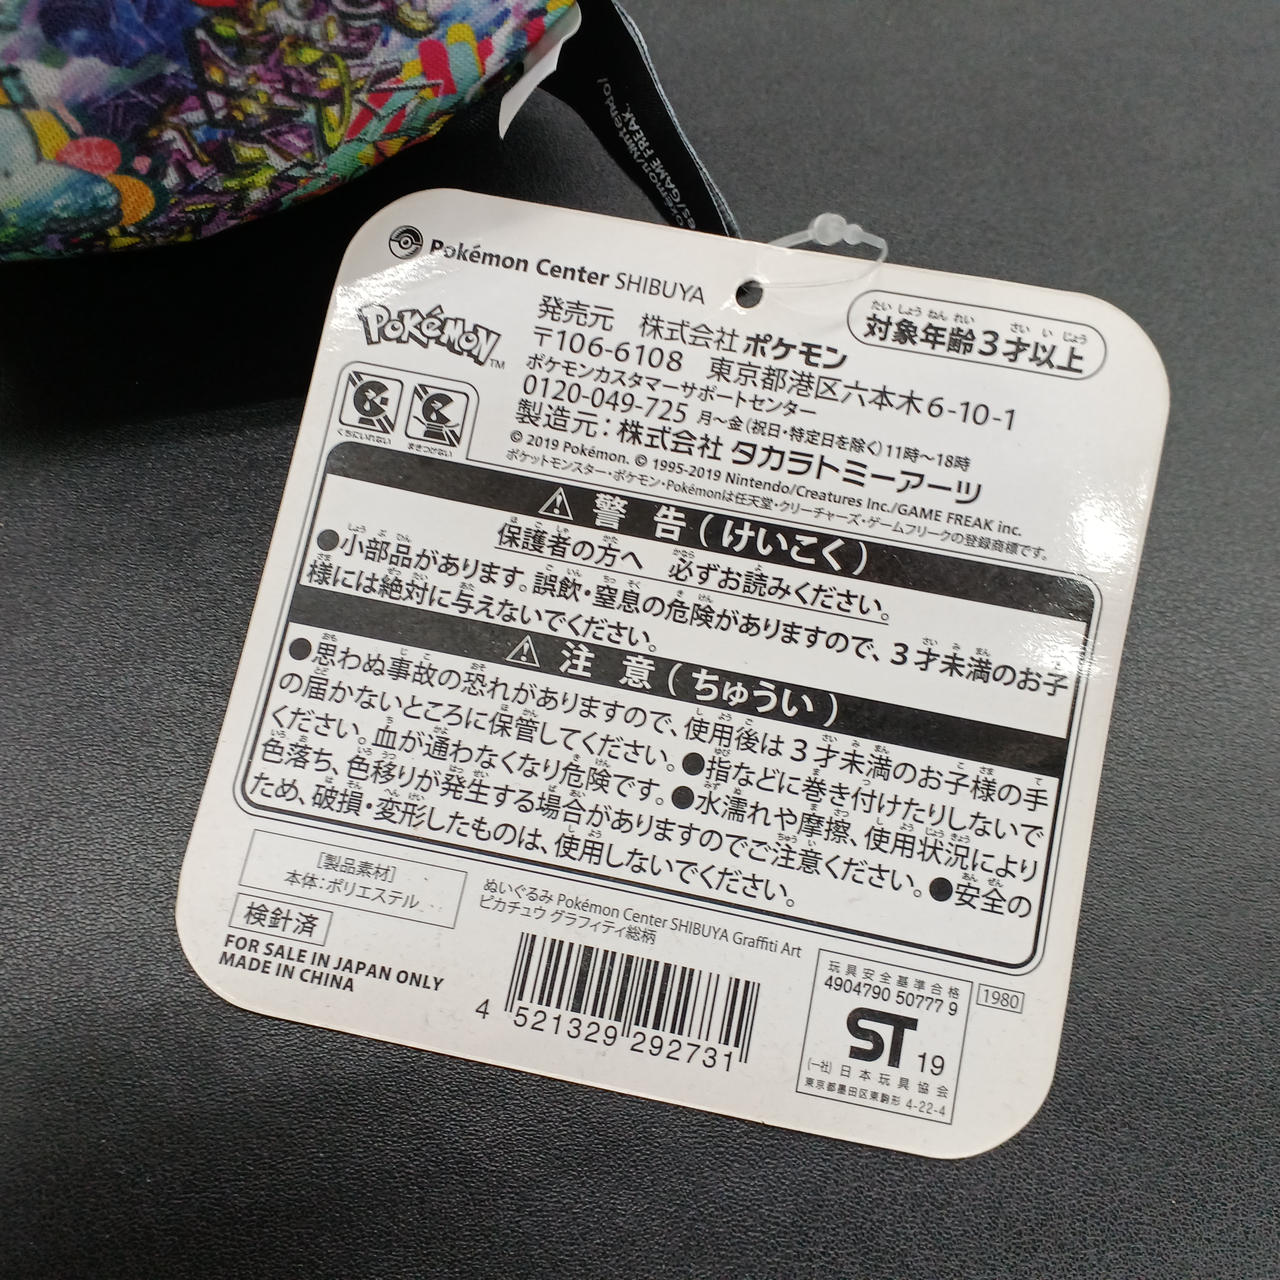 Pokémon Center SHIBUYA
Pokémon™
対象年齢3才以上
発売元 株式会社ポケモン
〒106-6108 東京都港区六本木6-10-1
ポケモンカスタマーサポートセンター
0120-049-725 月～金(祝日・特定日を除く)11時～18時
製造元：株式会社タカラトミーアーツ
© 2019 Pokémon. © 1995-2019 Nintendo/Creatures Inc./GAME FREAK inc.
ポケットモンスター・ポケモン・Pokémonは任天堂・クリーチャーズ・ゲームフリークの登録商標です。
くちにいれない
まきつけない
警告(けいこく)
保護者の方へ 必ずお読みください。
●小部品があります。誤飲・窒息の危険がありますので、3才未満のお子
様には絶対に与えないでください。
注意(ちゅうい)
●思わぬ事故の恐れがありますので、使用後は3才未満のお子様の手
の届かないところに保管してください。●指などに巻き付けたりしないで
ください。血が通わなくなり危険です。●水濡れや摩擦、使用状況により
色落ち、色移りが発生する場合がありますのでご注意ください。●安全の
ため、破損・変形したものは、使用しないでください。
[製品素材]
本体：ポリエステル
検針済
FOR SALE IN JAPAN ONLY
MADE IN CHINA
ぬいぐるみ Pokémon Center SHIBUYA Graffiti Art
ピカチュウ グラフィティ総柄
4 521329 292731
玩具安全基準合格
4904790 50777 9
ST 19
(一社)日本玩具協会
東京都墨田区東駒形 4-22-4
1980
/GAME FREAK.